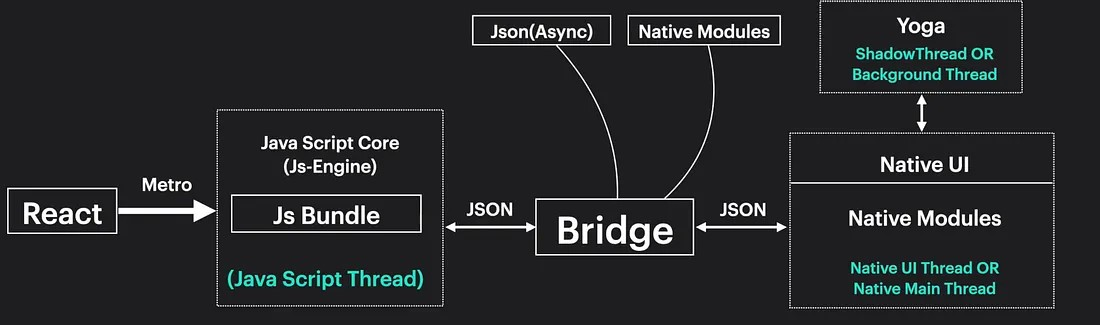 React
Metro
Java Script Core
(Js-Engine)
Js Bundle
(Java Script Thread)
JSON
Json(Async)
Native Modules
Bridge
JSON
Yoga
ShadowThread OR
Background Thread
Native UI
Native Modules
Native UI Thread OR
Native Main Thread